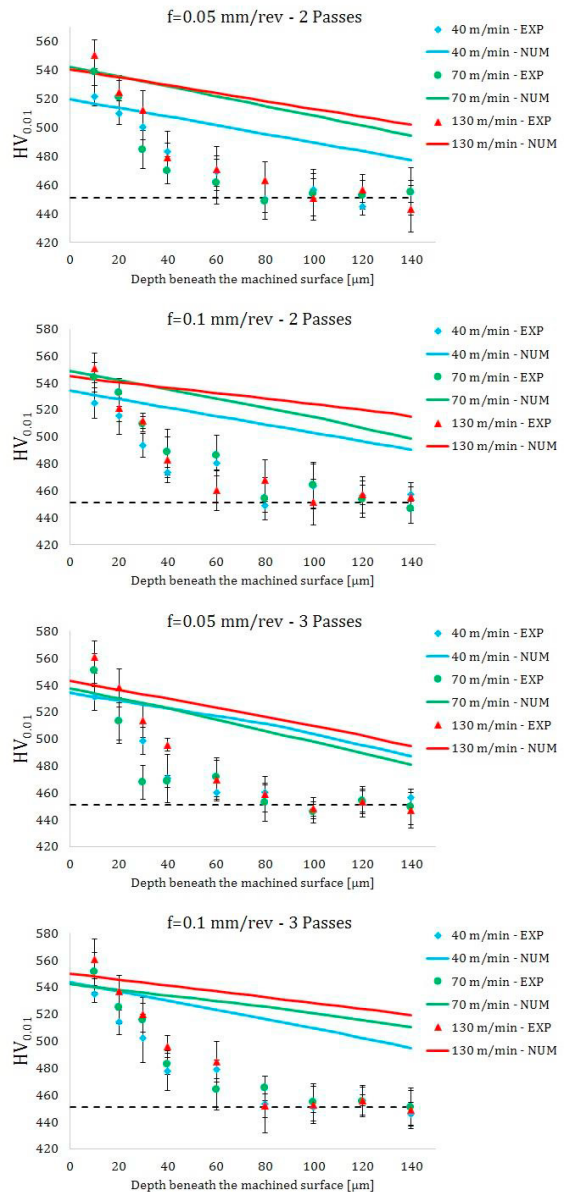 f=0.05 mm/rev - 2 Passes
560
540
520
500
480
460
440
420
HV0.01
0 20 40 60 80 100 120 140
Depth beneath the machined surface [μm]
40 m/min - EXP
40 m/min - NUM
70 m/min - EXP
70 m/min - NUM
130 m/min - EXP
130 m/min - NUM
f=0.1 mm/rev - 2 Passes
580
560
540
520
500
480
460
440
420
HV0.01
0 20 40 60 80 100 120 140
Depth beneath the machined surface [μm]
40 m/min - EXP
40 m/min - NUM
70 m/min - EXP
70 m/min - NUM
130 m/min - EXP
130 m/min - NUM
f=0.05 mm/rev - 3 Passes
580
560
540
520
500
480
460
440
420
HV0.01
0 20 40 60 80 100 120 140
Depth beneath the machined surface [μm]
40 m/min - EXP
40 m/min - NUM
70 m/min - EXP
70 m/min - NUM
130 m/min - EXP
130 m/min - NUM
f=0.1 mm/rev - 3 Passes
580
560
540
520
500
480
460
440
420
HV0.01
0 20 40 60 80 100 120 140
Depth beneath the machined surface [μm]
40 m/min - EXP
40 m/min - NUM
70 m/min - EXP
70 m/min - NUM
130 m/min - EXP
130 m/min - NUM